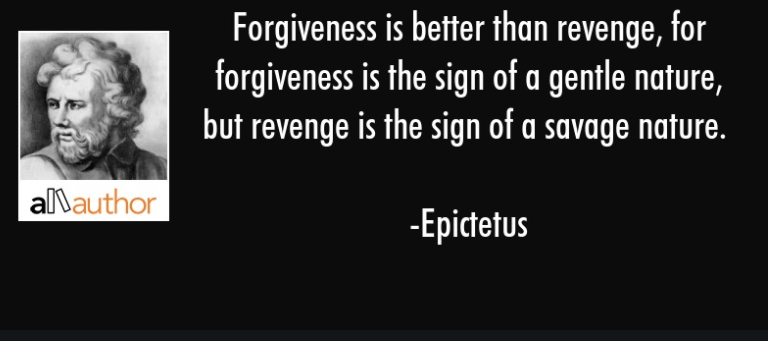 Forgiveness is better than revenge, for
forgiveness is the sign of a gentle nature,
but revenge is the sign of a savage nature.
-Epictetus
allauthor